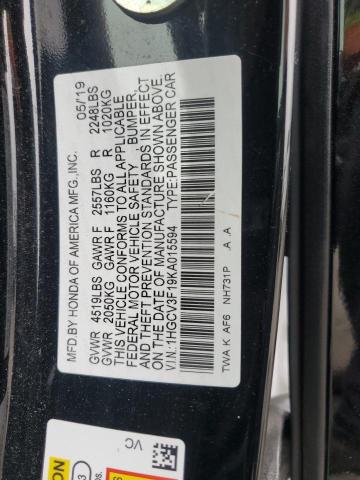 MFD.BY HONDA OF AMERICA MFG.,INC. 05/19
GVWR 4519LBS GAWR F 2557LBS R 2248LBS
GVWR 2050KG GAWR F 1160KG R 1020KG
THIS VEHICLE CONFORMS TO ALL APPLICABLE
FEDERAL MOTOR VEHICLE SAFETY, BUMPER,
AND THEFT PREVENTION STANDARDS IN EFFECT
ON THE DATE OF MANUFACTURE SHOWN ABOVE.
V.I.N.:1HGCV3F19KA015594 TYPE:PASSENGER CAR
TWA K AF6 NH731P A A
VC